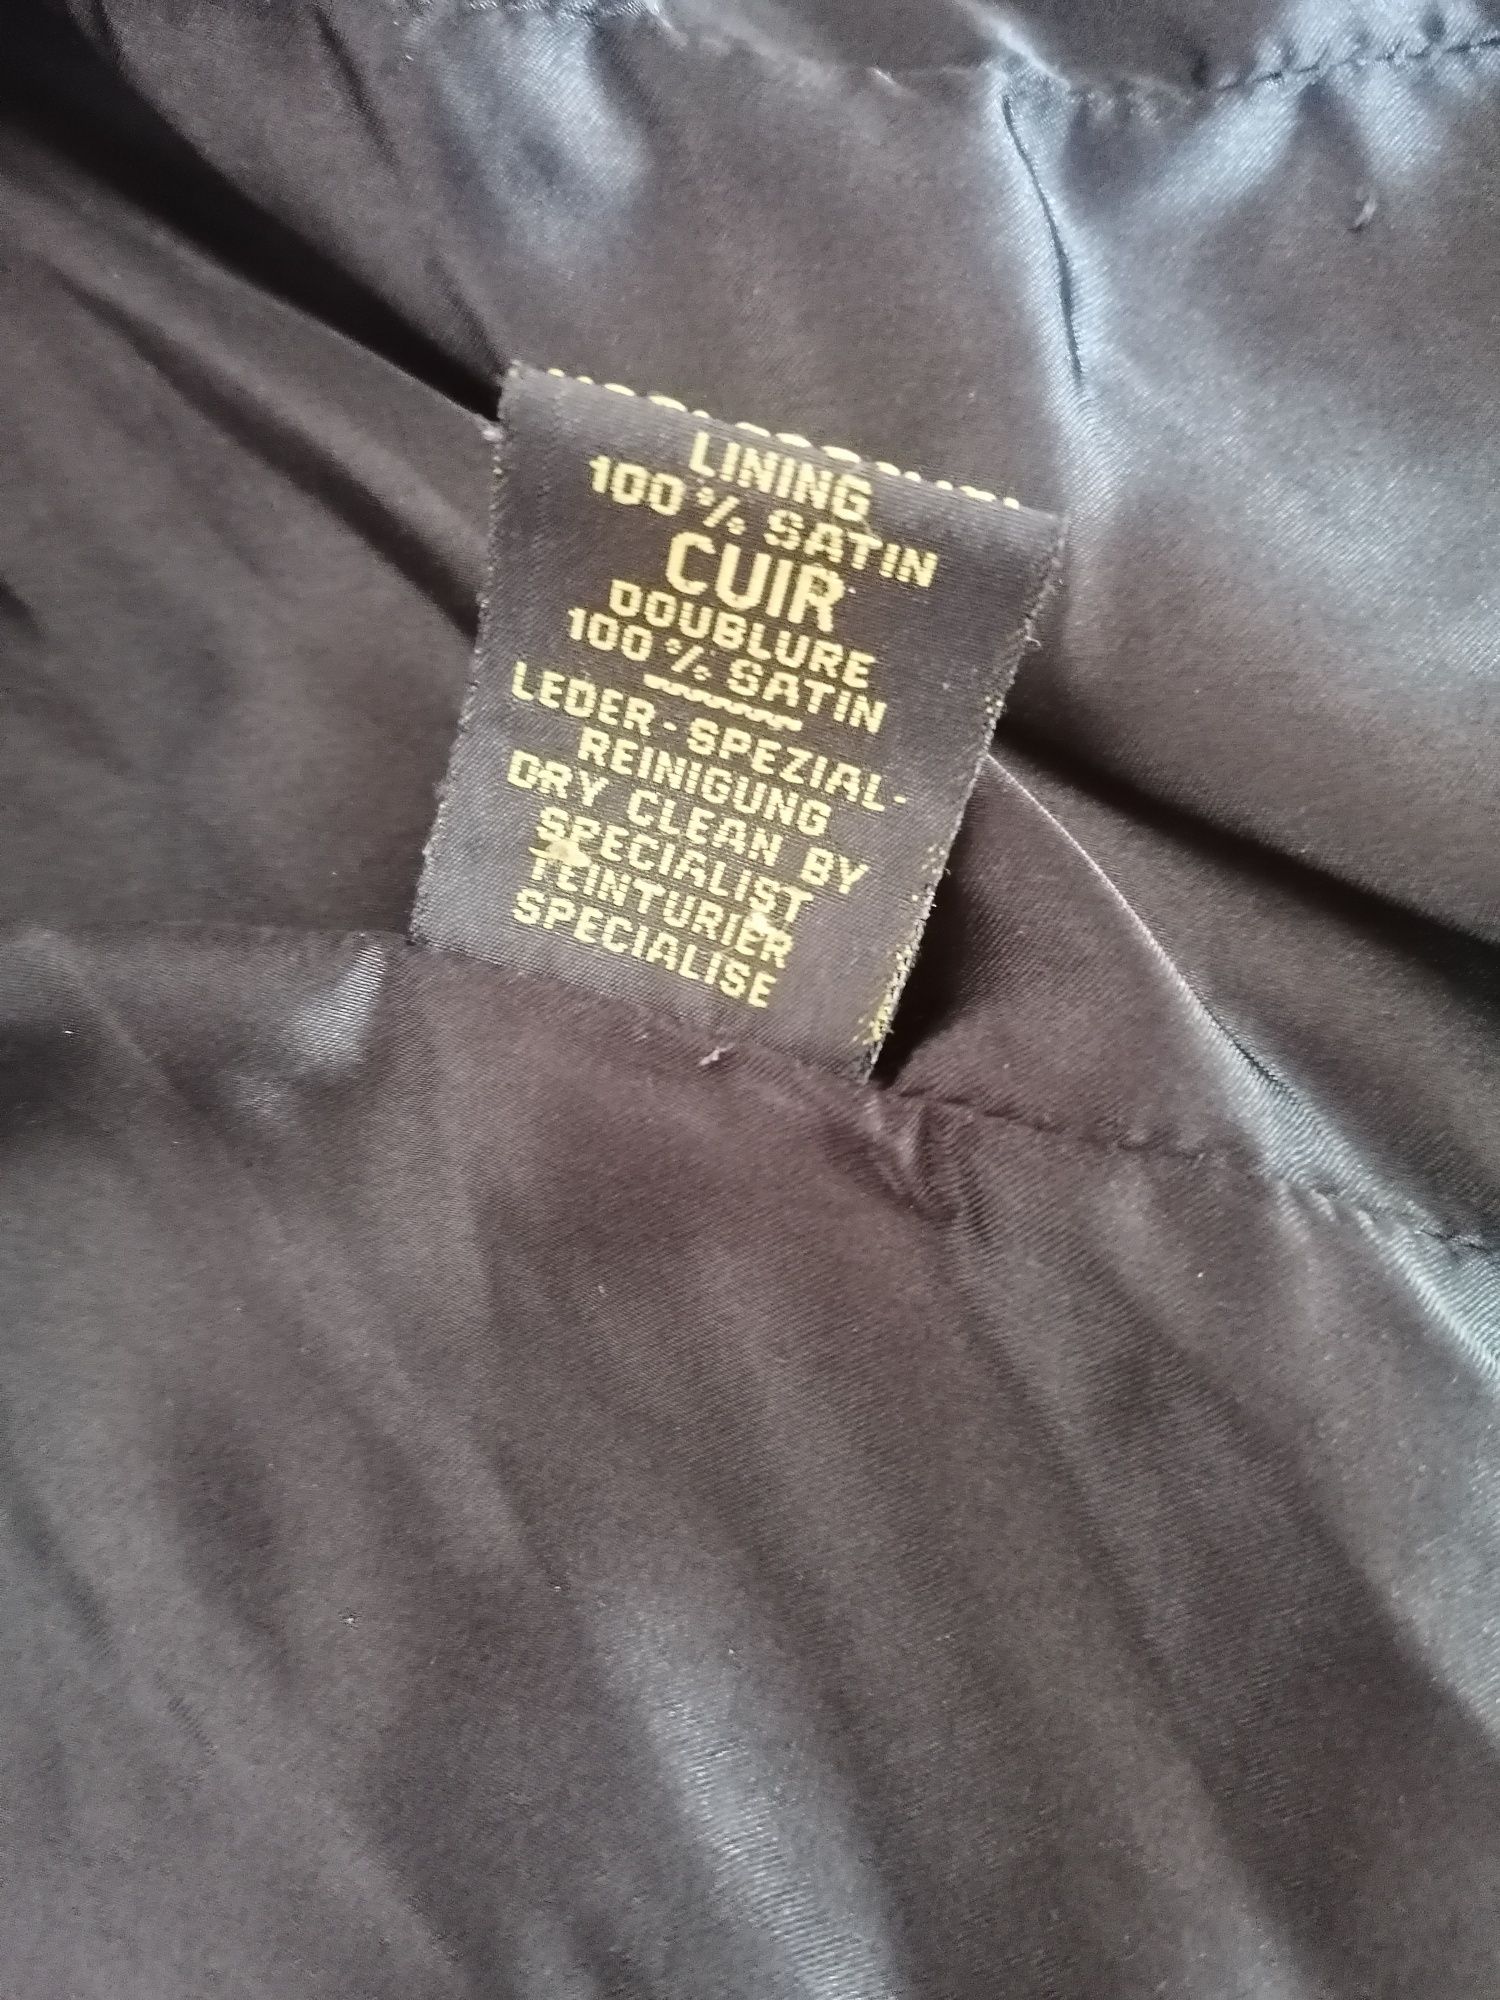 LINING
100 % SATIN
CUIR
DOUBLURE
100 % SATIN
LEDER-SPEZIAL-
REINIGUNG
DRY CLEAN BY
SPECIALIST
TEINTURIER
SPECIALISE